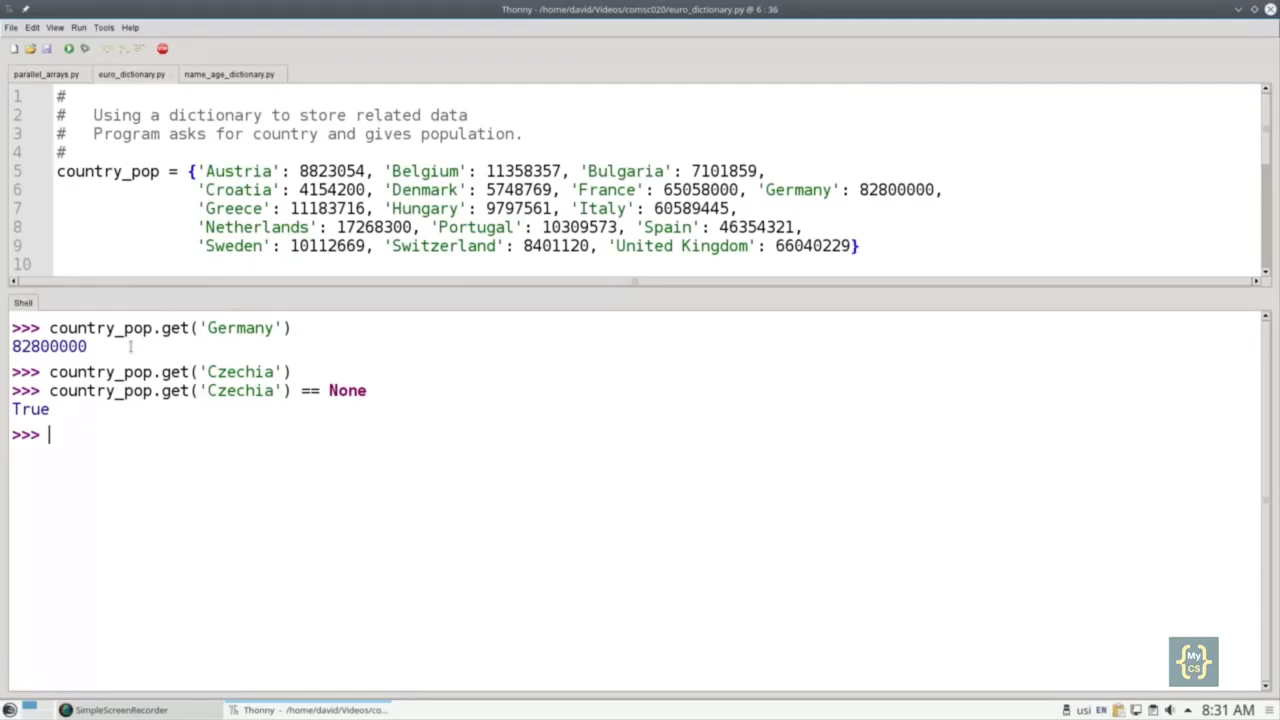 Thonny - /home/david/Videos/comsc020/euro_dictionary.py @ 6 : 36
File Edit View Run Tools Help
parallel_arrays.py euro_dictionary.py name_age_dictionary.py
1 #
2 #   Using a dictionary to store related data
3 #   Program asks for country and gives population.
4 #
5 country_pop = {'Austria': 8823054, 'Belgium': 11358357, 'Bulgaria': 7101859,
6 'Croatia': 4154200, 'Denmark': 5748769, 'France': 65058000, 'Germany': 82800000,
7 'Greece': 11183716, 'Hungary': 9797561, 'Italy': 60589445,
8 'Netherlands': 17268300, 'Portugal': 10309573, 'Spain': 46354321,
9 'Sweden': 10112669, 'Switzerland': 8401120, 'United Kingdom': 66040229}
10
Shell
>>> country_pop.get('Germany')
82800000
>>> country_pop.get('Czechia')
>>> country_pop.get('Czechia') == None
True
>>>
{My CS}
SimpleScreenRecorder Thonny - /home/david/Videos/co... usi EN 8:31 AM